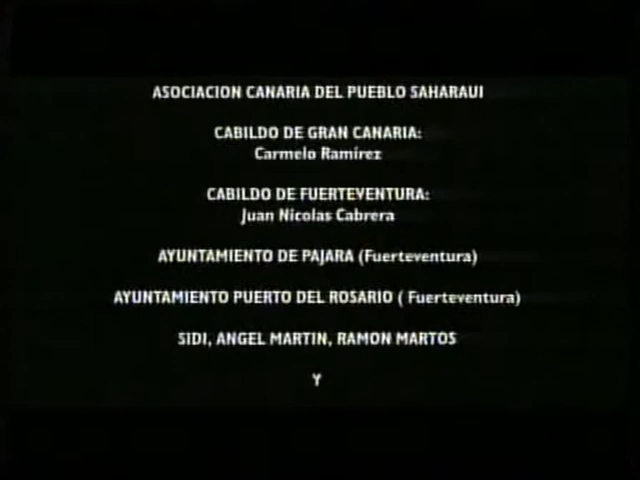 ASOCIACION CANARIA DEL PUEBLO SAHARAUI
CABILDO DE GRAN CANARIA:
Carmelo Ramírez
CABILDO DE FUERTEVENTURA:
Juan Nicolas Cabrera
AYUNTAMIENTO DE PAJARA (Fuerteventura)
AYUNTAMIENTO PUERTO DEL ROSARIO ( Fuerteventura)
SIDI, ANGEL MARTIN, RAMON MARTOS
Y